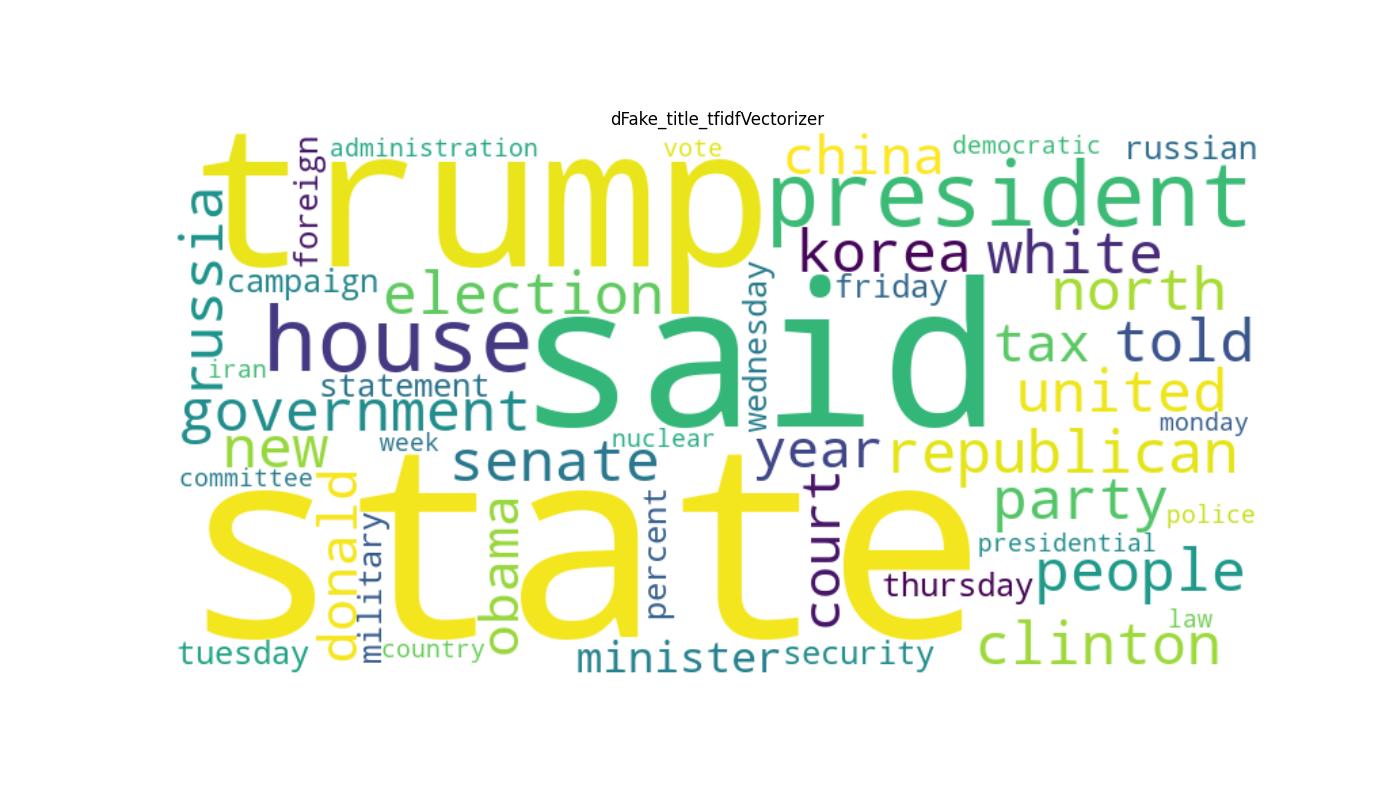 dFake_title_tfidfVectorizer
trump
foreign
administration
vote
china
democratic
russian
president
russia
campaign
election
korea
white
house
said
wednesday
friday
north
iran
statement
tax
told
government
united
new
week
nuclear
monday
committee
senate
year
republican
donald
military
obama
percent
court
party
police
state
presidential
thursday
people
tuesday
country
minister
security
law
clinton